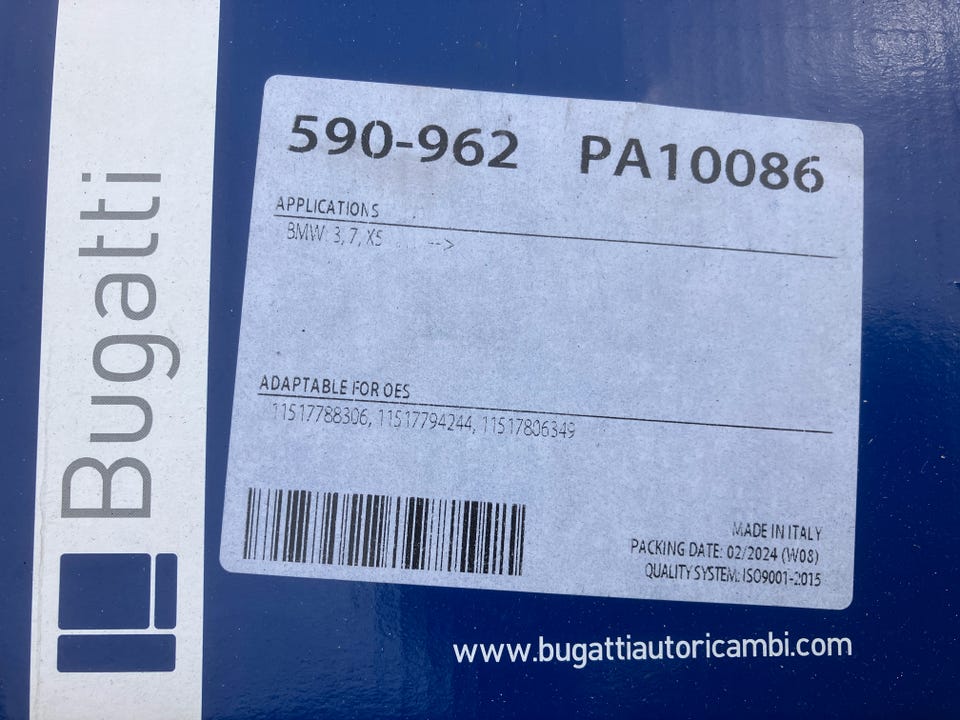 Bugatti
590-962 PA10086
APPLICATIONS
BMW: 3, 7, X5 -->
ADAPTABLE FOR OES
11517788306, 11517794244, 11517806349
MADE IN ITALY
PACKING DATE: 02/2024 (W08)
QUALITY SYSTEM: ISO9001-2015
www.bugattiautoricambi.com